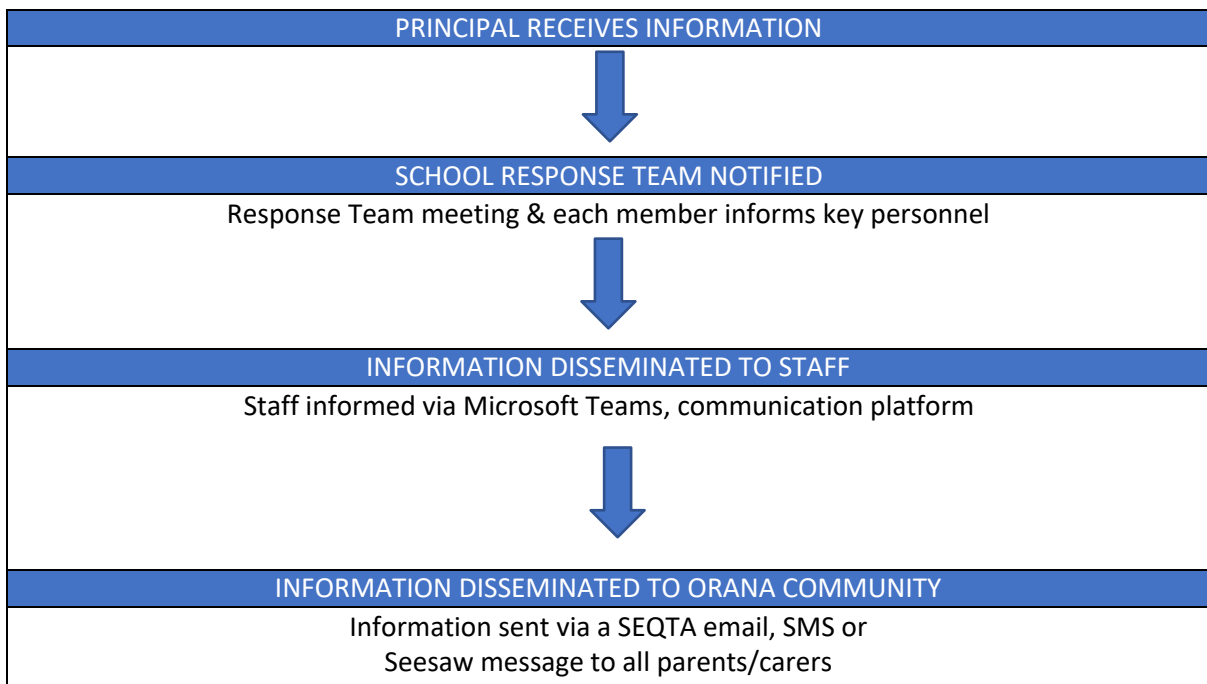 PRINCIPAL RECEIVES INFORMATION
SCHOOL RESPONSE TEAM NOTIFIED
Response Team meeting & each member informs key personnel
INFORMATION DISSEMINATED TO STAFF
Staff informed via Microsoft Teams, communication platform
INFORMATION DISSEMINATED TO ORANA COMMUNITY
Information sent via a SEQTA email, SMS or
Seesaw message to all parents/carers